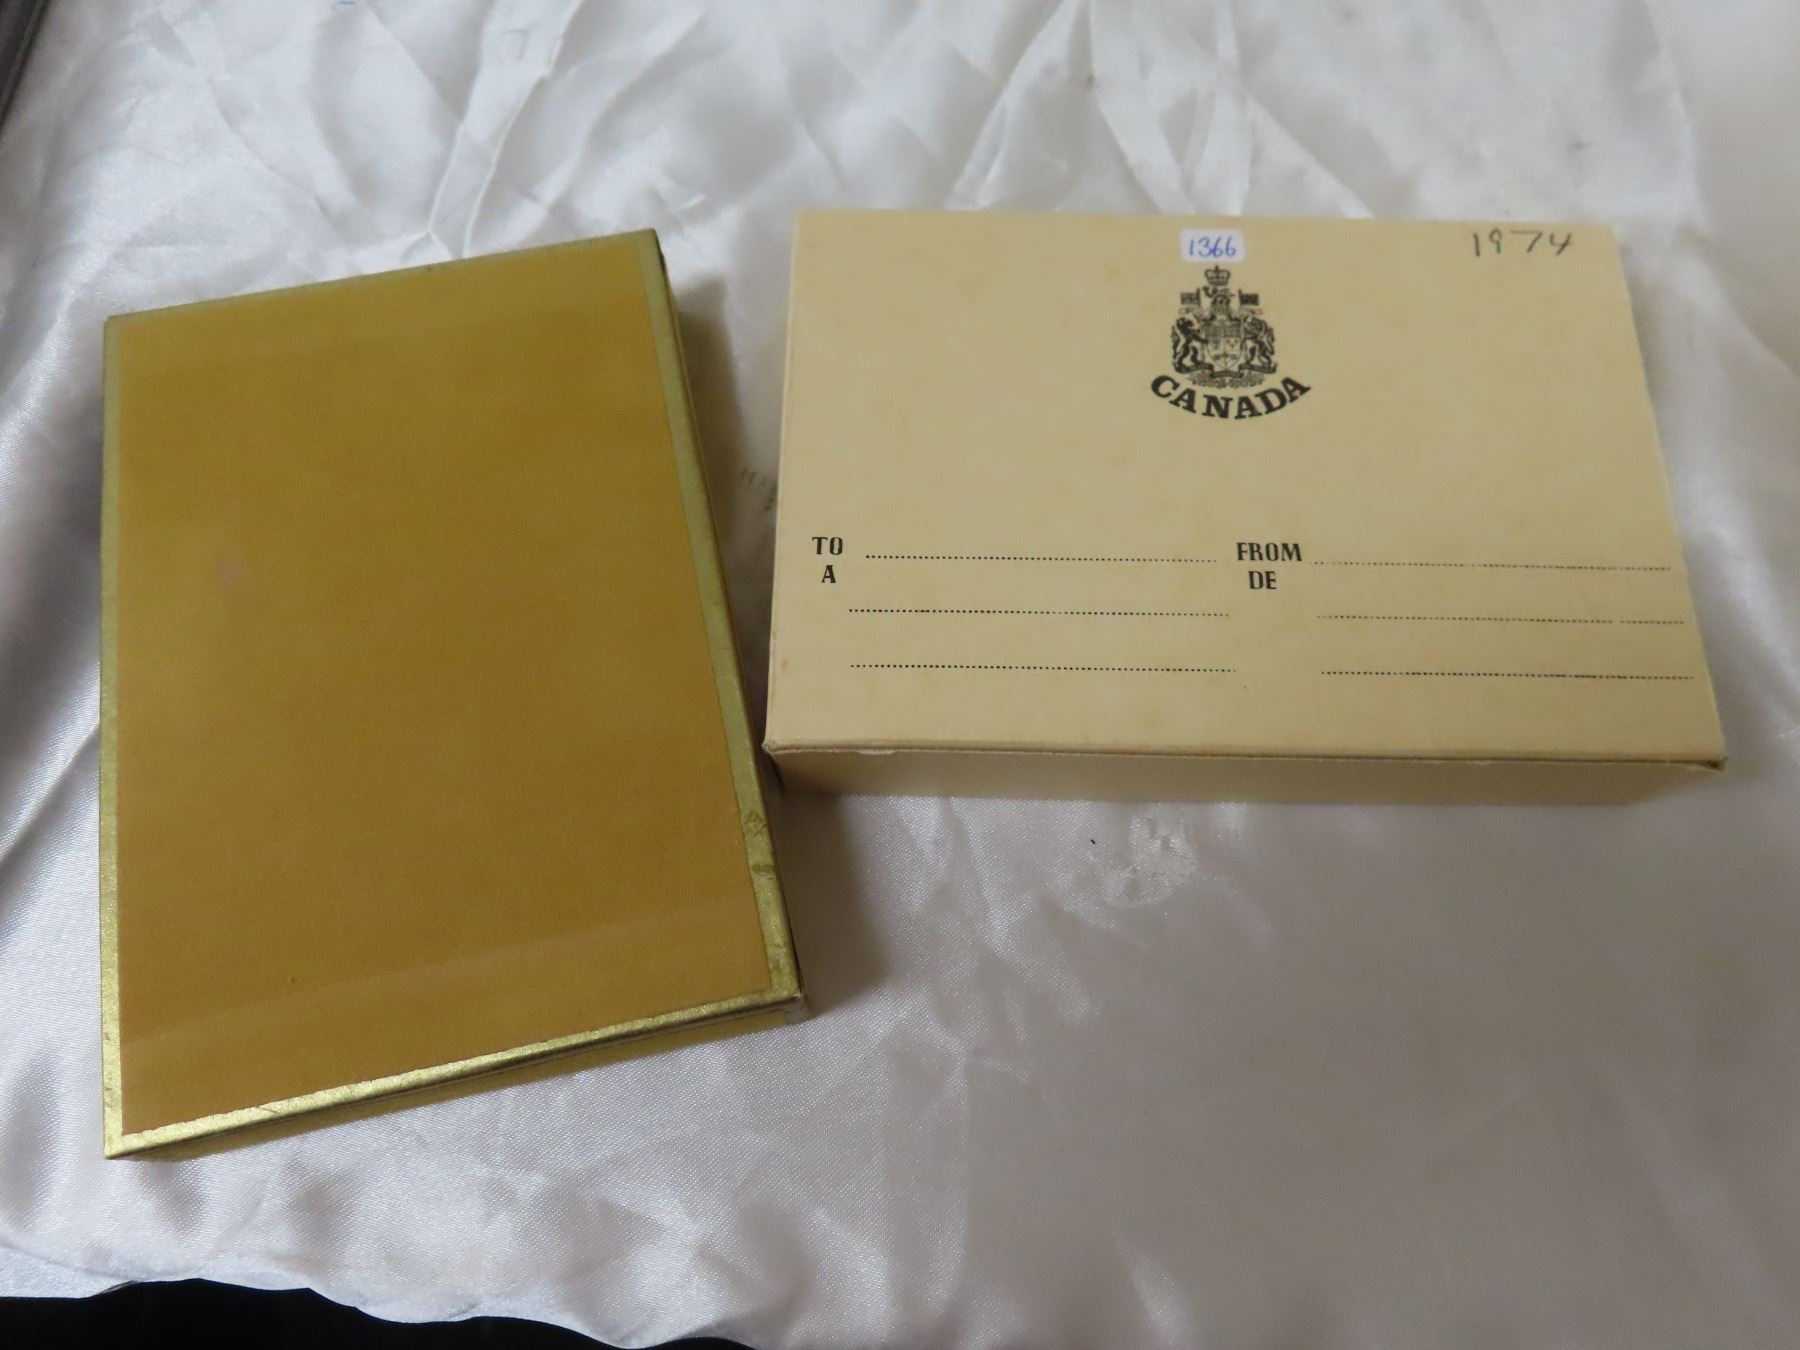 1366
1974
CANADA
TO FROM
A DE